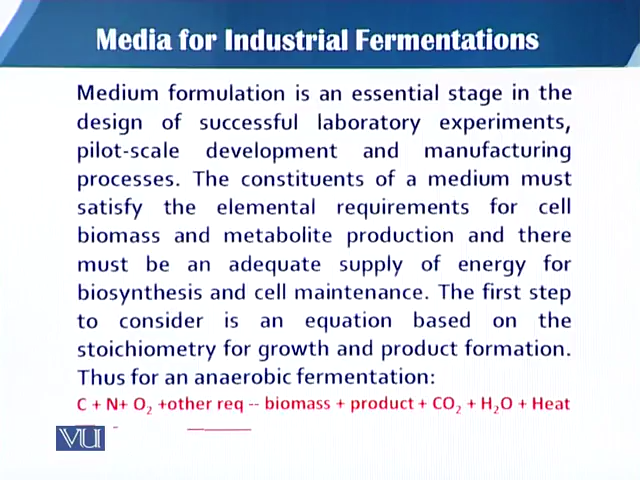 Media for Industrial Fermentations
Medium formulation is an essential stage in the
design of successful laboratory experiments,
pilot-scale development and manufacturing
processes. The constituents of a medium must
satisfy the elemental requirements for cell
biomass and metabolite production and there
must be an adequate supply of energy for
biosynthesis and cell maintenance. The first step
to consider is an equation based on the
stoichiometry for growth and product formation.
Thus for an anaerobic fermentation:
C + N+ O₂ +other req -- biomass + product + CO₂ + H₂O + Heat
VU